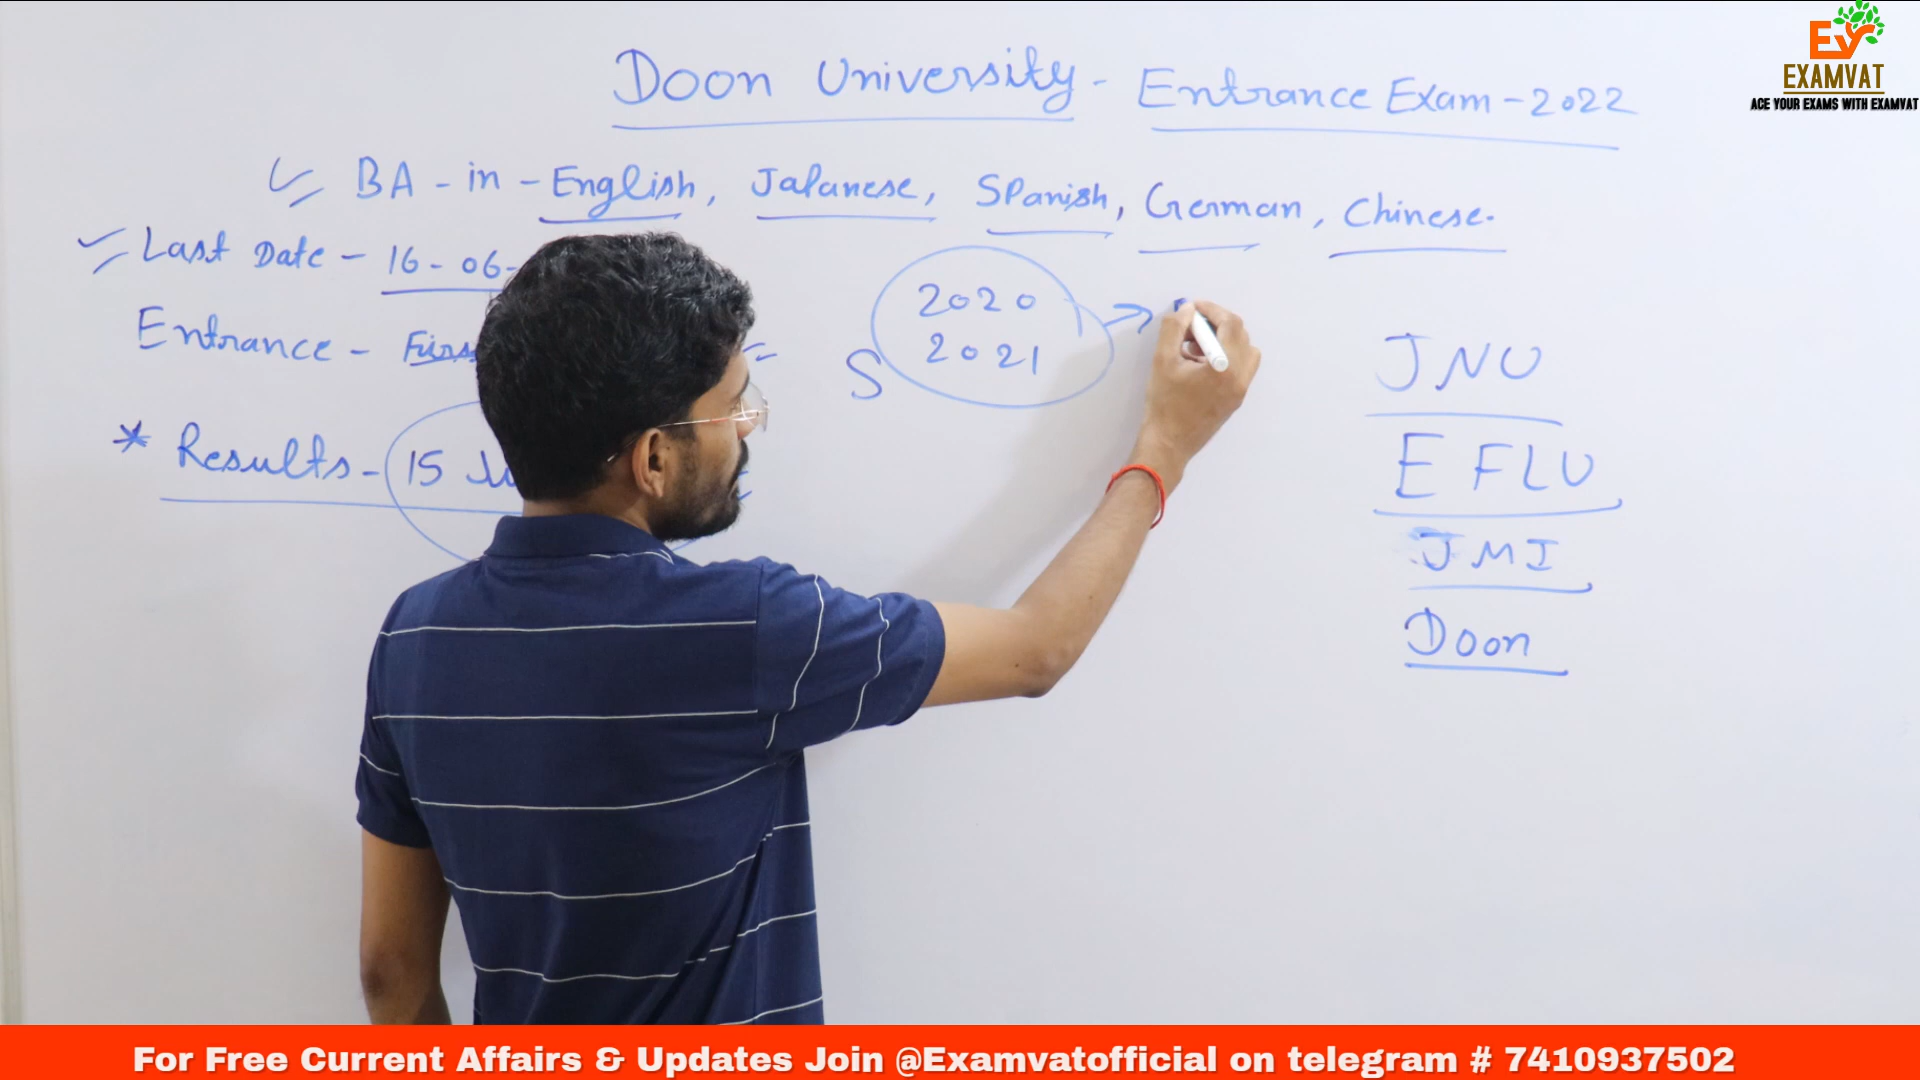 Doon University - Entrance Exam - 2022
BA - in - English, Japanese, Spanish, German, Chinese.
Last Date - 16 - 06 -
Entrance -
* Results - 15
2020
2021
S
JNU
EFLU
JMI
Doon
EV
EXAMVAT
ACE YOUR EXAMS WITH EXAMVAT
For Free Current Affairs & Updates Join @Examvatofficial on telegram # 7410937502